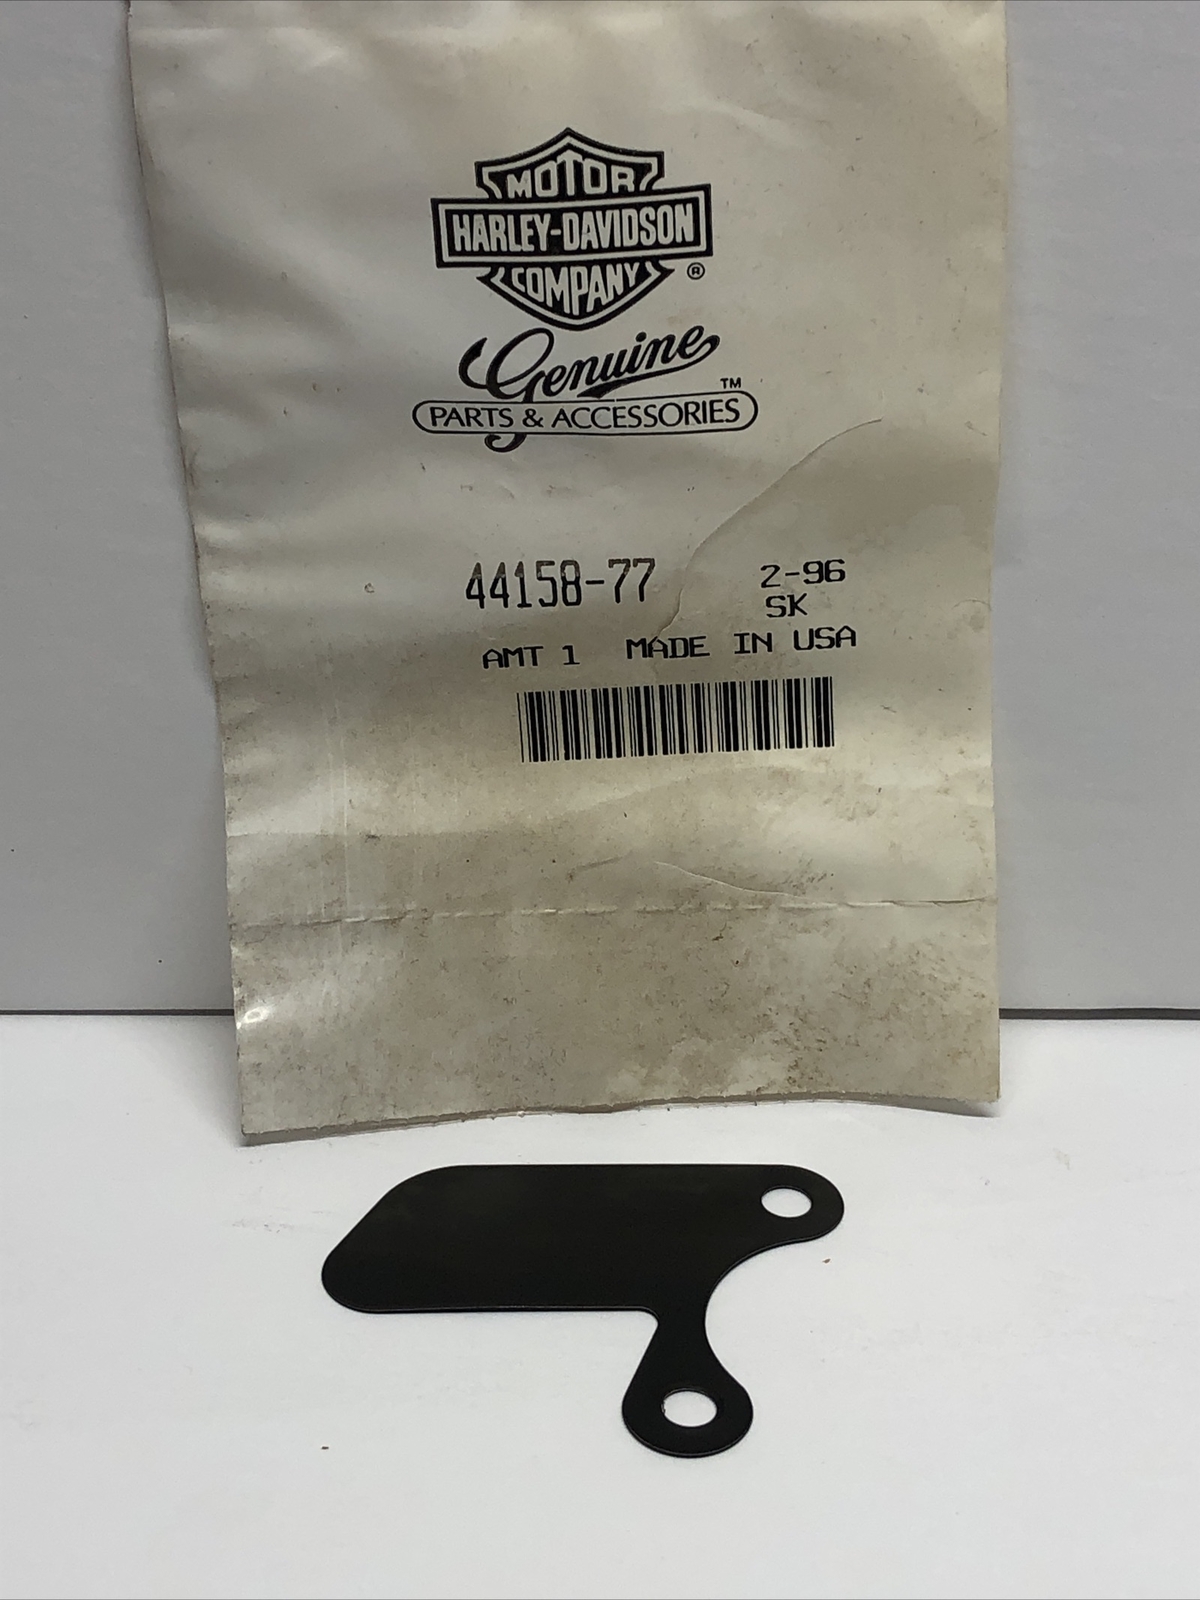 MOTOR
HARLEY-DAVIDSON
COMPANY ®
Genuine
PARTS & ACCESSORIES ™
44158-77 2-96
SK
AMT 1 MADE IN USA